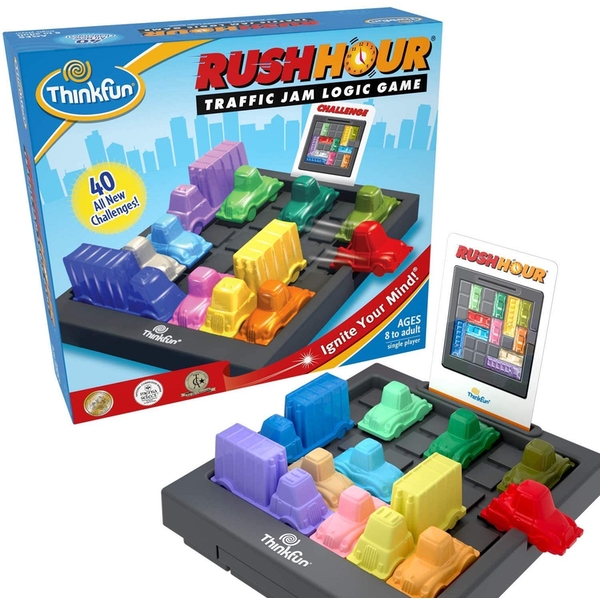 Thinkfun®
RUSH HOUR®
TRAFFIC JAM LOGIC GAME
CHALLENGE
40
All New
Challenges!
Thinkfun
Ignite Your Mind!®
AGES
8 to adult
single player
RUSH HOUR
Thinkfun
Thinkfun